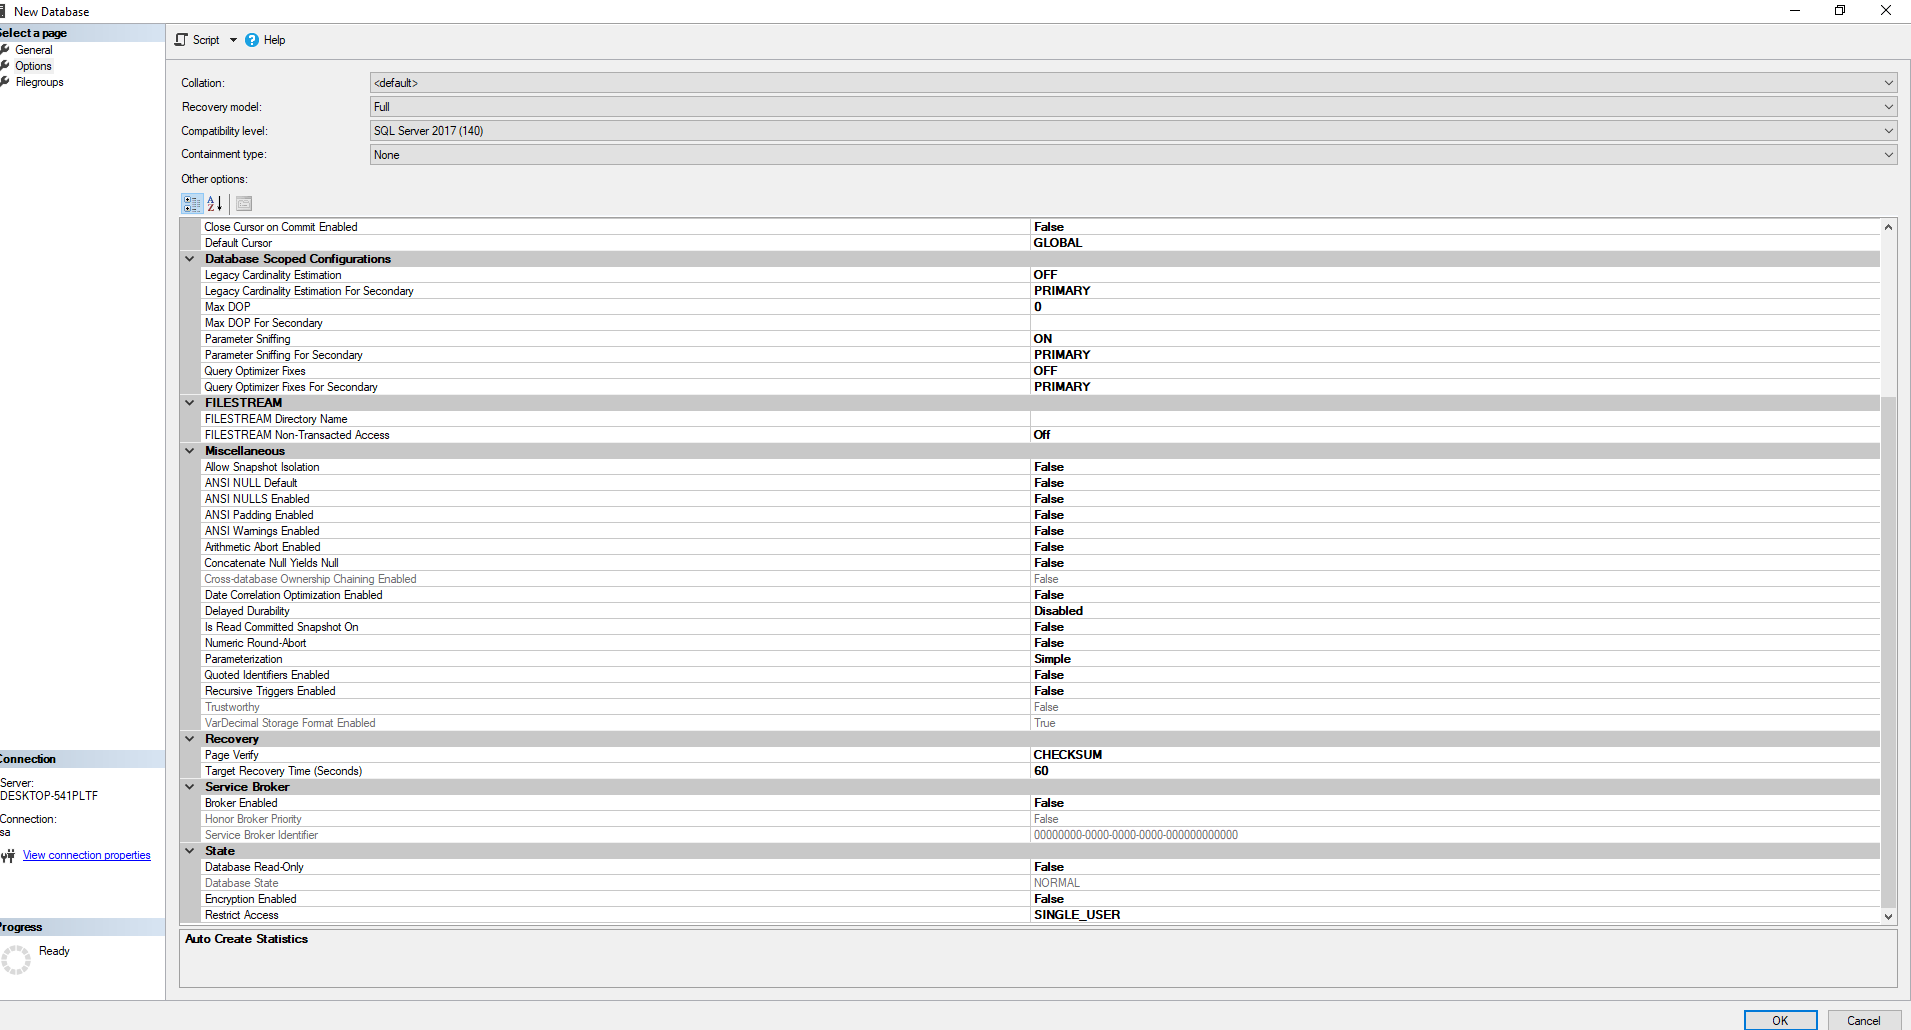 New Database
Select a page
General
Options
Filegroups
Script
Help
Collation: <default>
Recovery model: Full
Compatibility level: SQL Server 2017 (140)
Containment type: None
Other options:
Close Cursor on Commit Enabled False
Default Cursor GLOBAL
Database Scoped Configurations
Legacy Cardinality Estimation OFF
Legacy Cardinality Estimation For Secondary PRIMARY
Max DOP 0
Max DOP For Secondary
Parameter Sniffing ON
Parameter Sniffing For Secondary PRIMARY
Query Optimizer Fixes OFF
Query Optimizer Fixes For Secondary PRIMARY
FILESTREAM
FILESTREAM Directory Name
FILESTREAM Non-Transacted Access Off
Miscellaneous
Allow Snapshot Isolation False
ANSI NULL Default False
ANSI NULLS Enabled False
ANSI Padding Enabled False
ANSI Warnings Enabled False
Arithmetic Abort Enabled False
Concatenate Null Yields Null False
Cross-database Ownership Chaining Enabled False
Date Correlation Optimization Enabled False
Delayed Durability Disabled
Is Read Committed Snapshot On False
Numeric Round-Abort False
Parameterization Simple
Quoted Identifiers Enabled False
Recursive Triggers Enabled False
Trustworthy False
VarDecimal Storage Format Enabled True
Recovery
Page Verify CHECKSUM
Target Recovery Time (Seconds) 60
Service Broker
Broker Enabled False
Honor Broker Priority False
Service Broker Identifier 00000000-0000-0000-0000-000000000000
State
Database Read-Only False
Database State NORMAL
Encryption Enabled False
Restrict Access SINGLE_USER
Auto Create Statistics
Connection
Server:
DESKTOP-541PLTF
Connection:
sa
View connection properties
Progress
Ready
OK
Cancel